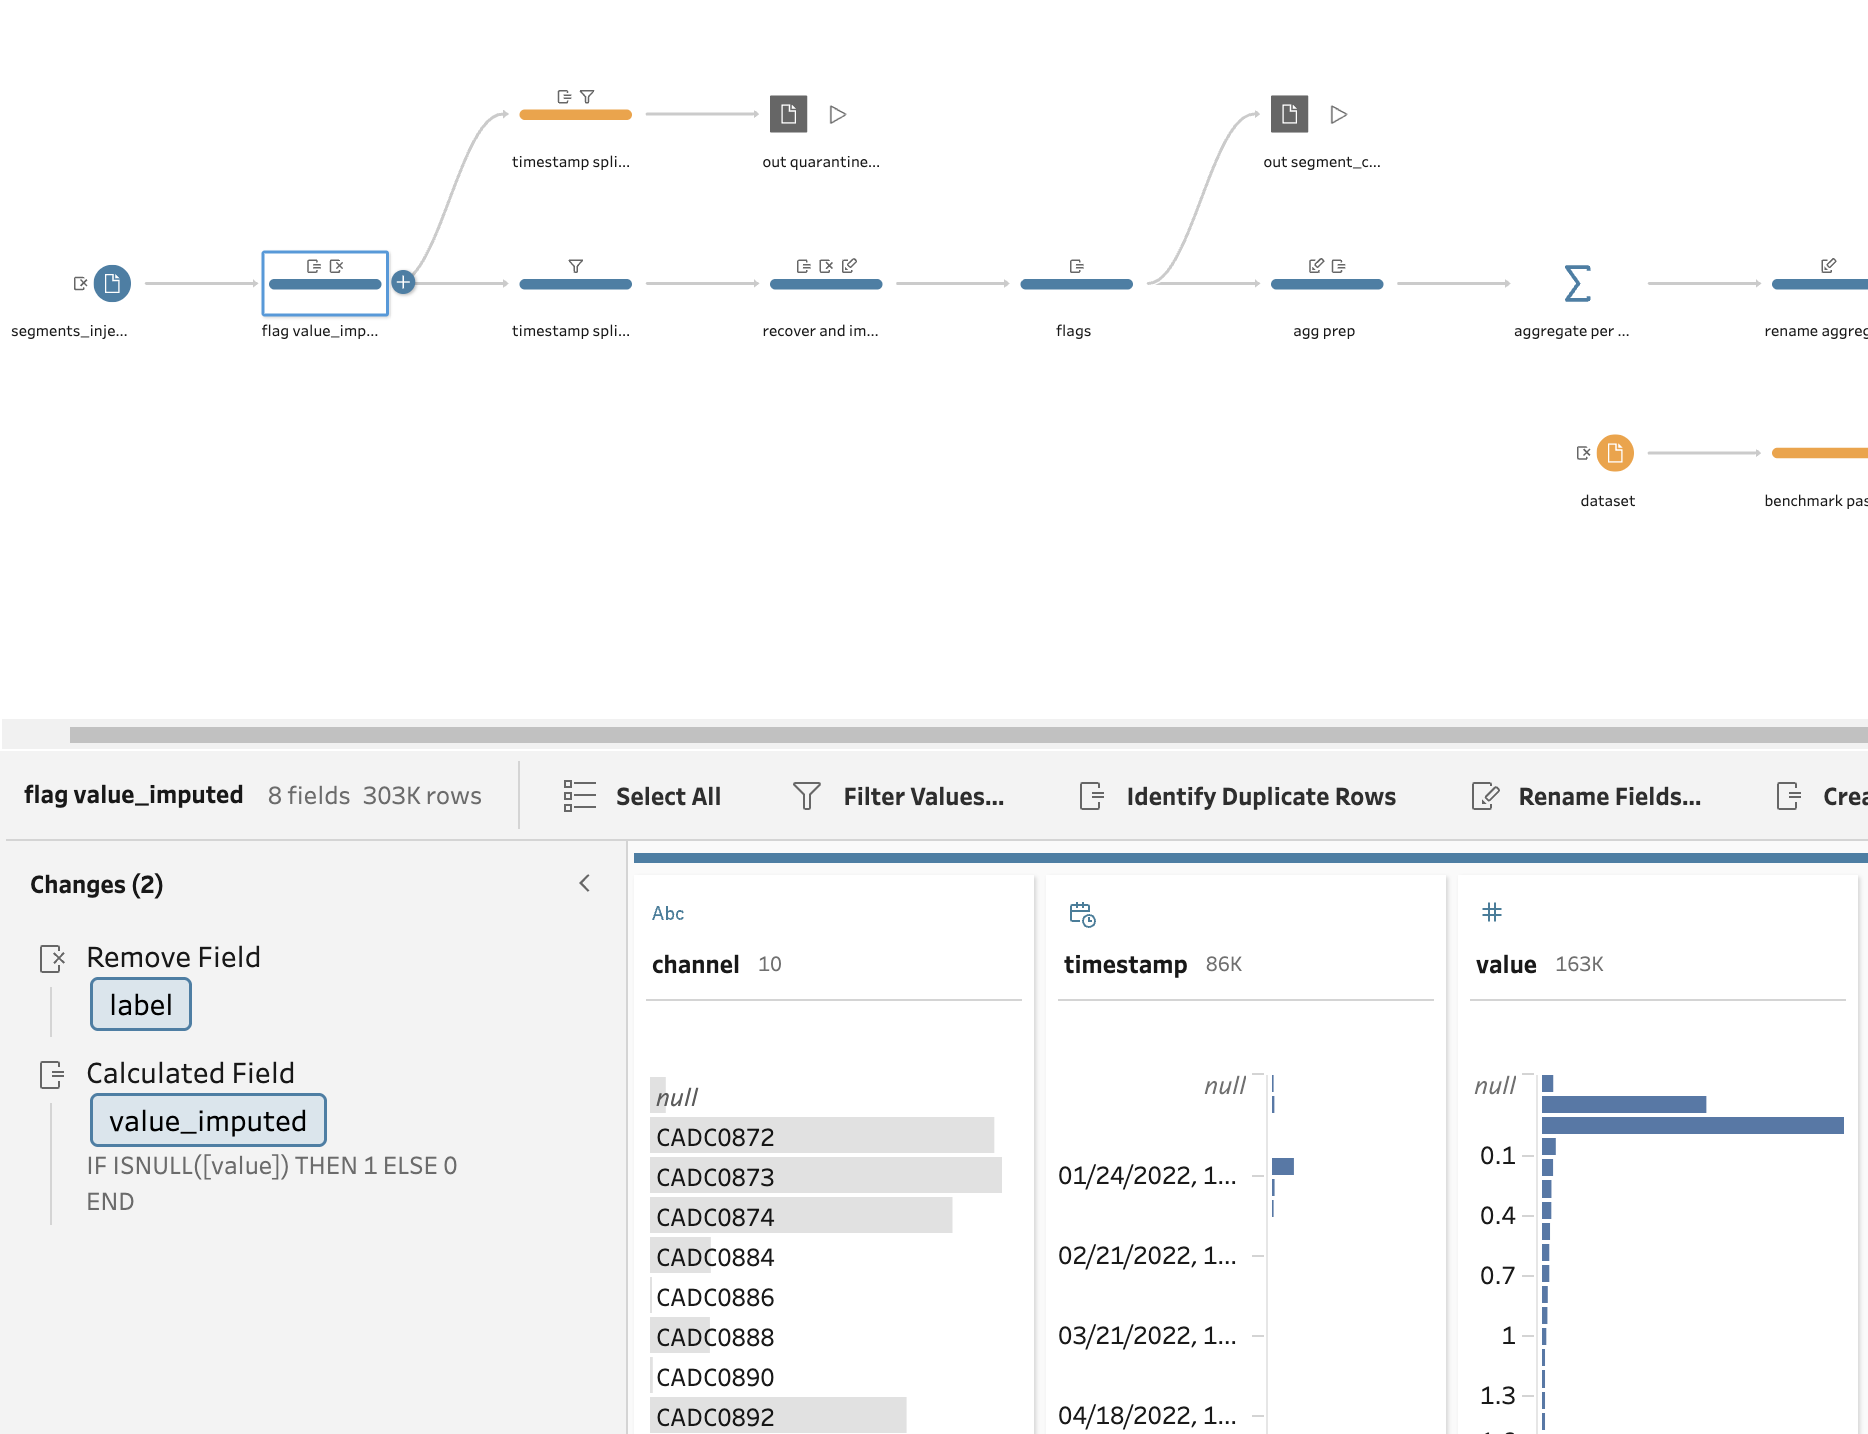 timestamp spli...
out quarantine...
out segment_c...
segments_inje...
flag value_imp...
timestamp spli...
recover and im...
flags
agg prep
aggregate per ...
rename aggreg
dataset
benchmark pas
flag value_imputed 8 fields 303K rows
Select All
Filter Values...
Identify Duplicate Rows
Rename Fields...
Crea
Changes (2)
Remove Field
label
Calculated Field
value_imputed
IF ISNULL([value]) THEN 1 ELSE 0
END
Abc
channel 10
null
CADC0872
CADC0873
CADC0874
CADC0884
CADC0886
CADC0888
CADC0890
CADC0892
timestamp 86K
null
01/24/2022, 1...
02/21/2022, 1...
03/21/2022, 1...
04/18/2022, 1...
#
value 163K
null
0.1
0.4
0.7
1
1.3